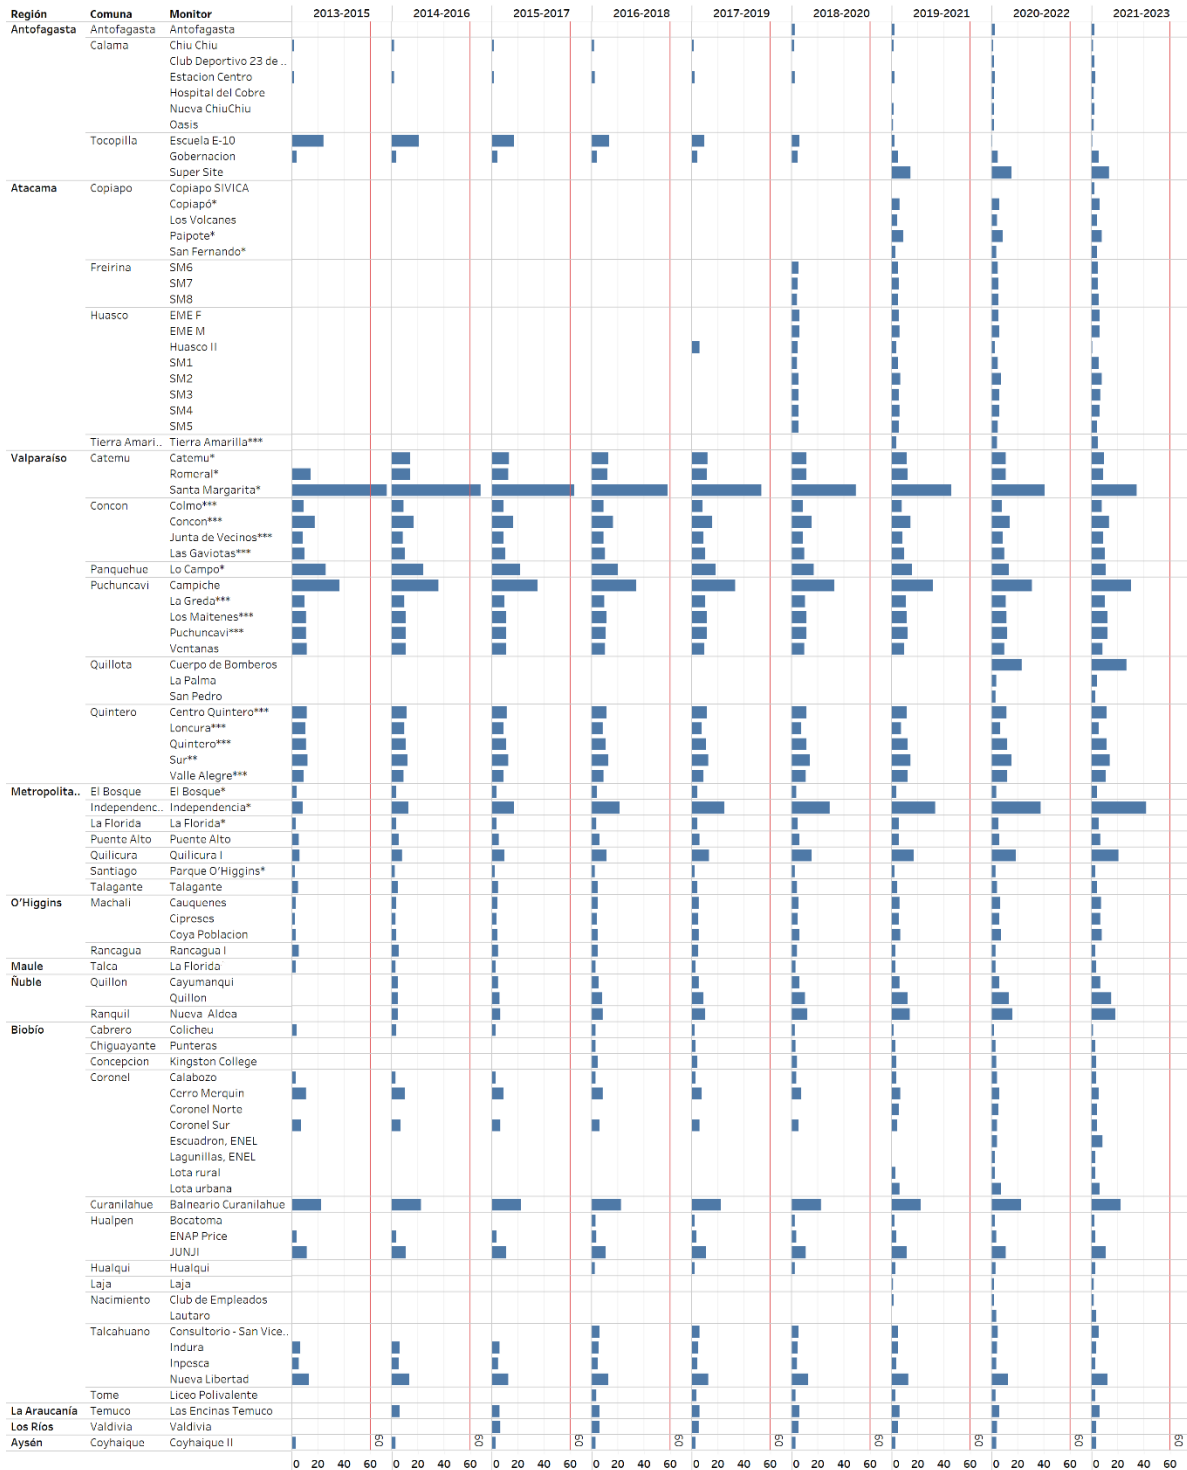 Región Comuna Monitor 2013-2015 2014-2016 2015-2017 2016-2018 2017-2019 2018-2020 2019-2021 2020-2022 2021-2023
Antofagasta Antofagasta Antofagasta
Calama Chiu Chiu
Club Deportivo 23 de ..
Estacion Centro
Hospital del Cobre
Nueva ChiuChiu
Oasis
Tocopilla Escuela E-10
Gobernacion
Super Site
Atacama Copiapo Copiapo SIVICA
Copiapó*
Los Volcanes
Paipote*
San Fernando*
Freirina SM6
SM7
SM8
Huasco EME F
EME M
Huasco II
SM1
SM2
SM3
SM4
SM5
Tierra Amari.. Tierra Amarilla***
Valparaíso Catemu Catemu*
Romeral*
Santa Margarita*
Concon Colmo***
Concon***
Junta de Vecinos***
Las Gaviotas***
Panquehue Lo Campo*
Puchuncavi Campiche
La Greda***
Los Maitenes***
Puchuncavi***
Ventanas
Quillota Cuerpo de Bomberos
La Palma
San Pedro
Quintero Centro Quintero***
Loncura***
Quintero***
Sur**
Valle Alegre***
Metropolita.. El Bosque El Bosque*
Independenc.. Independencia*
La Florida La Florida*
Puente Alto Puente Alto
Quilicura Quilicura I
Santiago Parque O'Higgins*
Talagante Talagante
O'Higgins Machali Cauquenes
Cipreses
Coya Poblacion
Rancagua Rancagua I
Maule Talca La Florida
Ñuble Quillon Cayumanqui
Quillon
Ranquil Nueva Aldea
Biobío Cabrero Colicheu
Chiguayante Punteras
Concepcion Kingston College
Coronel Calabozo
Cerro Merquin
Coronel Norte
Coronel Sur
Escuadron, ENEL
Lagunillas, ENEL
Lota rural
Lota urbana
Curanilahue Balneario Curanilahue
Hualpen Bocatoma
ENAP Price
JUNJI
Hualqui Hualqui
Laja Laja
Nacimiento Club de Empleados
Lautaro
Talcahuano Consultorio - San Vice..
Indura
Inpesca
Nueva Libertad
Tome Liceo Polivalente
La Araucanía Temuco Las Encinas Temuco
Los Ríos Valdivia Valdivia
Aysén Coyhaique Coyhaique II 60 60 60 60 60 60 60 60 60
0 20 40 60 0 20 40 60 0 20 40 60 0 20 40 60 0 20 40 60 0 20 40 60 0 20 40 60 0 20 40 60 0 20 40 60